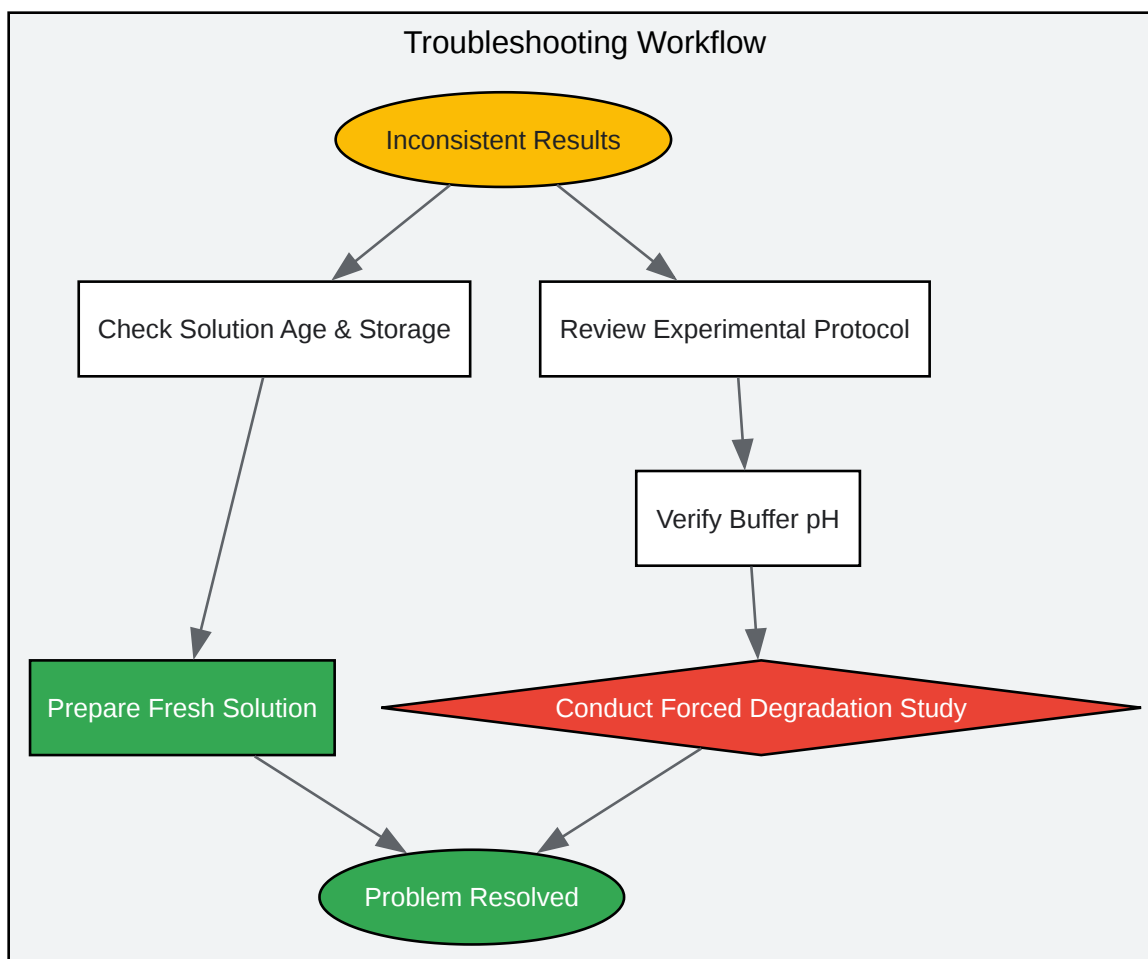 Troubleshooting Workflow
Inconsistent Results
Check Solution Age & Storage
Review Experimental Protocol
Verify Buffer pH
Prepare Fresh Solution
Conduct Forced Degradation Study
Problem Resolved